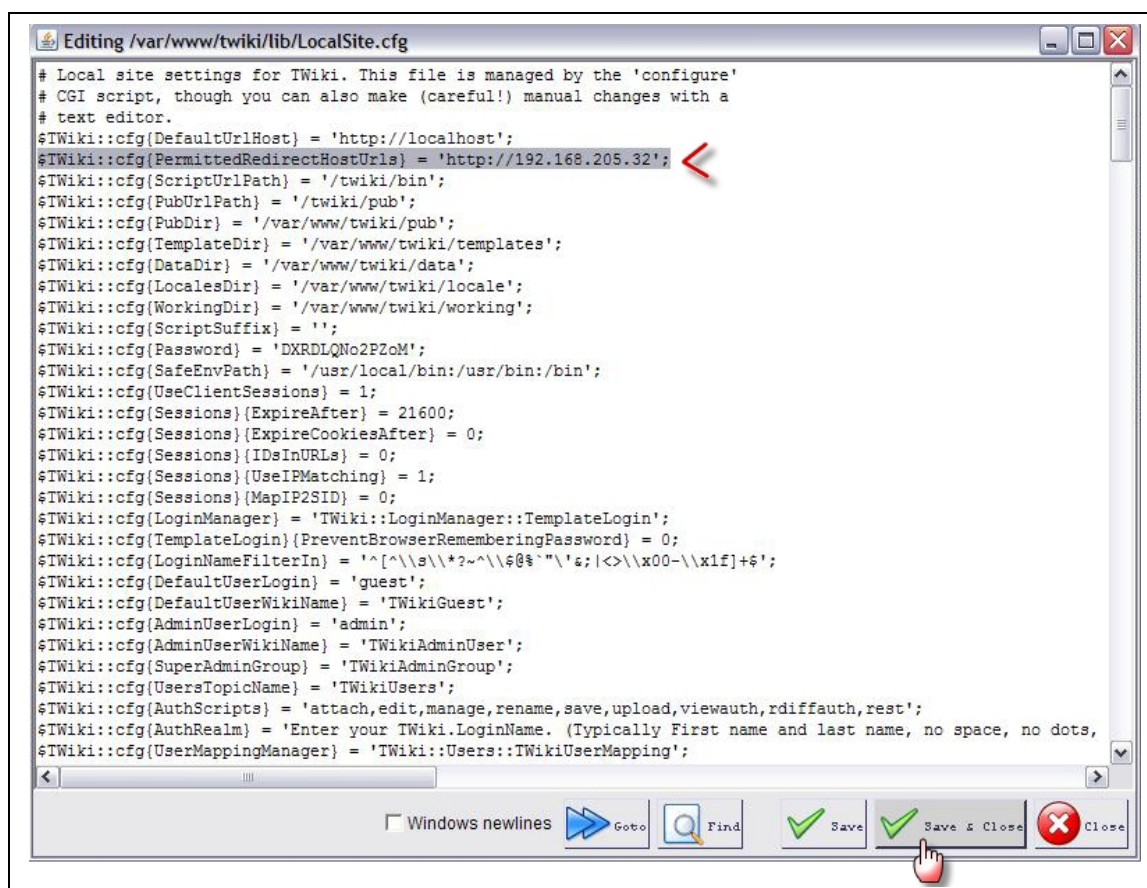 Editing /var/www/twiki/lib/LocalSite.cfg
# Local site settings for TWiki. This file is managed by the 'configure'
# CGI script, though you can also make (careful!) manual changes with a
# text editor.
$TWiki::cfg{DefaultUrlHost} = 'http://localhost';
$TWiki::cfg{PermittedRedirectHostUrls} = 'http://192.168.205.32';
$TWiki::cfg{ScriptUrlPath} = '/twiki/bin';
$TWiki::cfg{PubUrlPath} = '/twiki/pub';
$TWiki::cfg{PubDir} = '/var/www/twiki/pub';
$TWiki::cfg{TemplateDir} = '/var/www/twiki/templates';
$TWiki::cfg{DataDir} = '/var/www/twiki/data';
$TWiki::cfg{LocalesDir} = '/var/www/twiki/locale';
$TWiki::cfg{WorkingDir} = '/var/www/twiki/working';
$TWiki::cfg{ScriptSuffix} = '';
$TWiki::cfg{Password} = 'DXRDLQNo2PZoM';
$TWiki::cfg{SafeEnvPath} = '/usr/local/bin:/usr/bin:/bin';
$TWiki::cfg{UseClientSessions} = 1;
$TWiki::cfg{Sessions}{ExpireAfter} = 21600;
$TWiki::cfg{Sessions}{ExpireCookiesAfter} = 0;
$TWiki::cfg{Sessions}{IDsInURLs} = 0;
$TWiki::cfg{Sessions}{UseIPMatching} = 1;
$TWiki::cfg{Sessions}{MapIP2SID} = 0;
$TWiki::cfg{LoginManager} = 'TWiki::LoginManager::TemplateLogin';
$TWiki::cfg{TemplateLogin}{PreventBrowserRememberingPassword} = 0;
$TWiki::cfg{LoginNameFilterIn} = '^[^\\s\\*?~^\\$@%`"\'&;|<>\\x00-\\x1f]+$';
$TWiki::cfg{DefaultUserLogin} = 'guest';
$TWiki::cfg{DefaultUserWikiName} = 'TWikiGuest';
$TWiki::cfg{AdminUserLogin} = 'admin';
$TWiki::cfg{AdminUserWikiName} = 'TWikiAdminUser';
$TWiki::cfg{SuperAdminGroup} = 'TWikiAdminGroup';
$TWiki::cfg{UsersTopicName} = 'TWikiUsers';
$TWiki::cfg{AuthScripts} = 'attach,edit,manage,rename,save,upload,viewauth,rdiffauth,rest';
$TWiki::cfg{AuthRealm} = 'Enter your TWiki.LoginName. (Typically First name and last name, no space, no dots,
$TWiki::cfg{UserMappingManager} = 'TWiki::Users::TWikiUserMapping';
Windows newlines Goto Find Save Save & Close Close